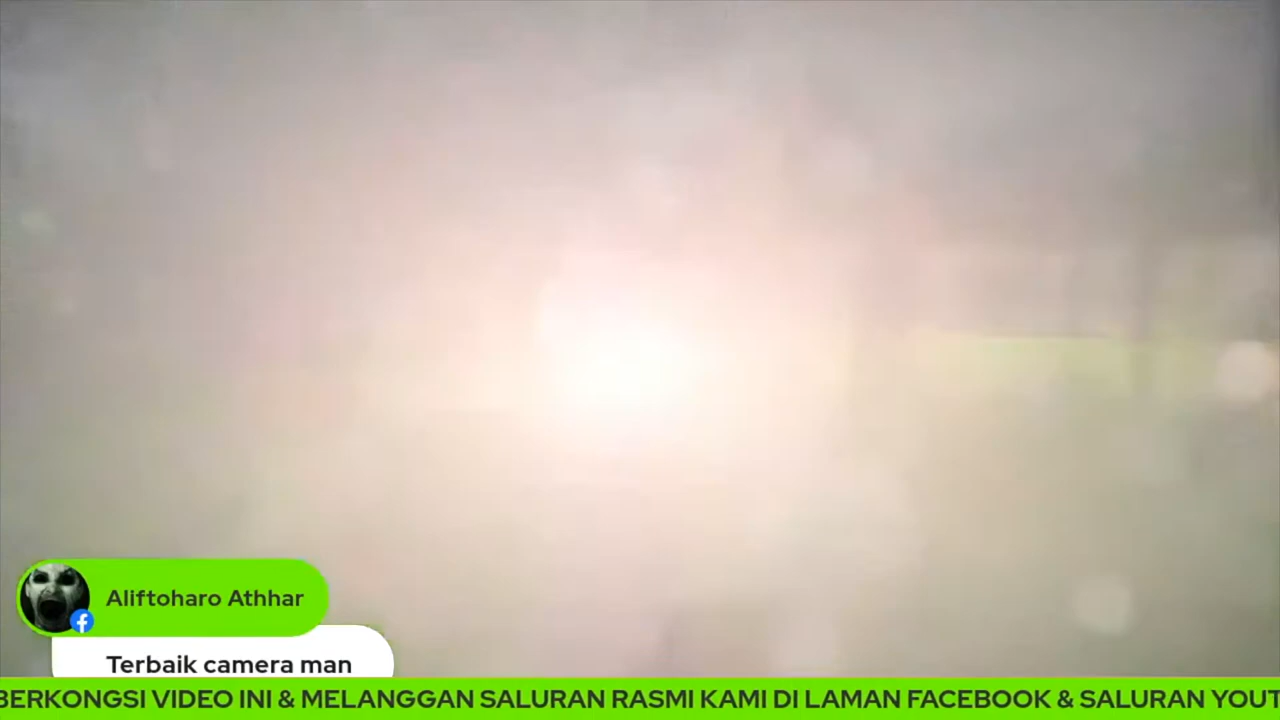 Aliftoharo Athhar
Terbaik camera man
BERKONGSI VIDEO INI & MELANGGAN SALURAN RASMI KAMI DI LAMAN FACEBOOK & SALURAN YOUT